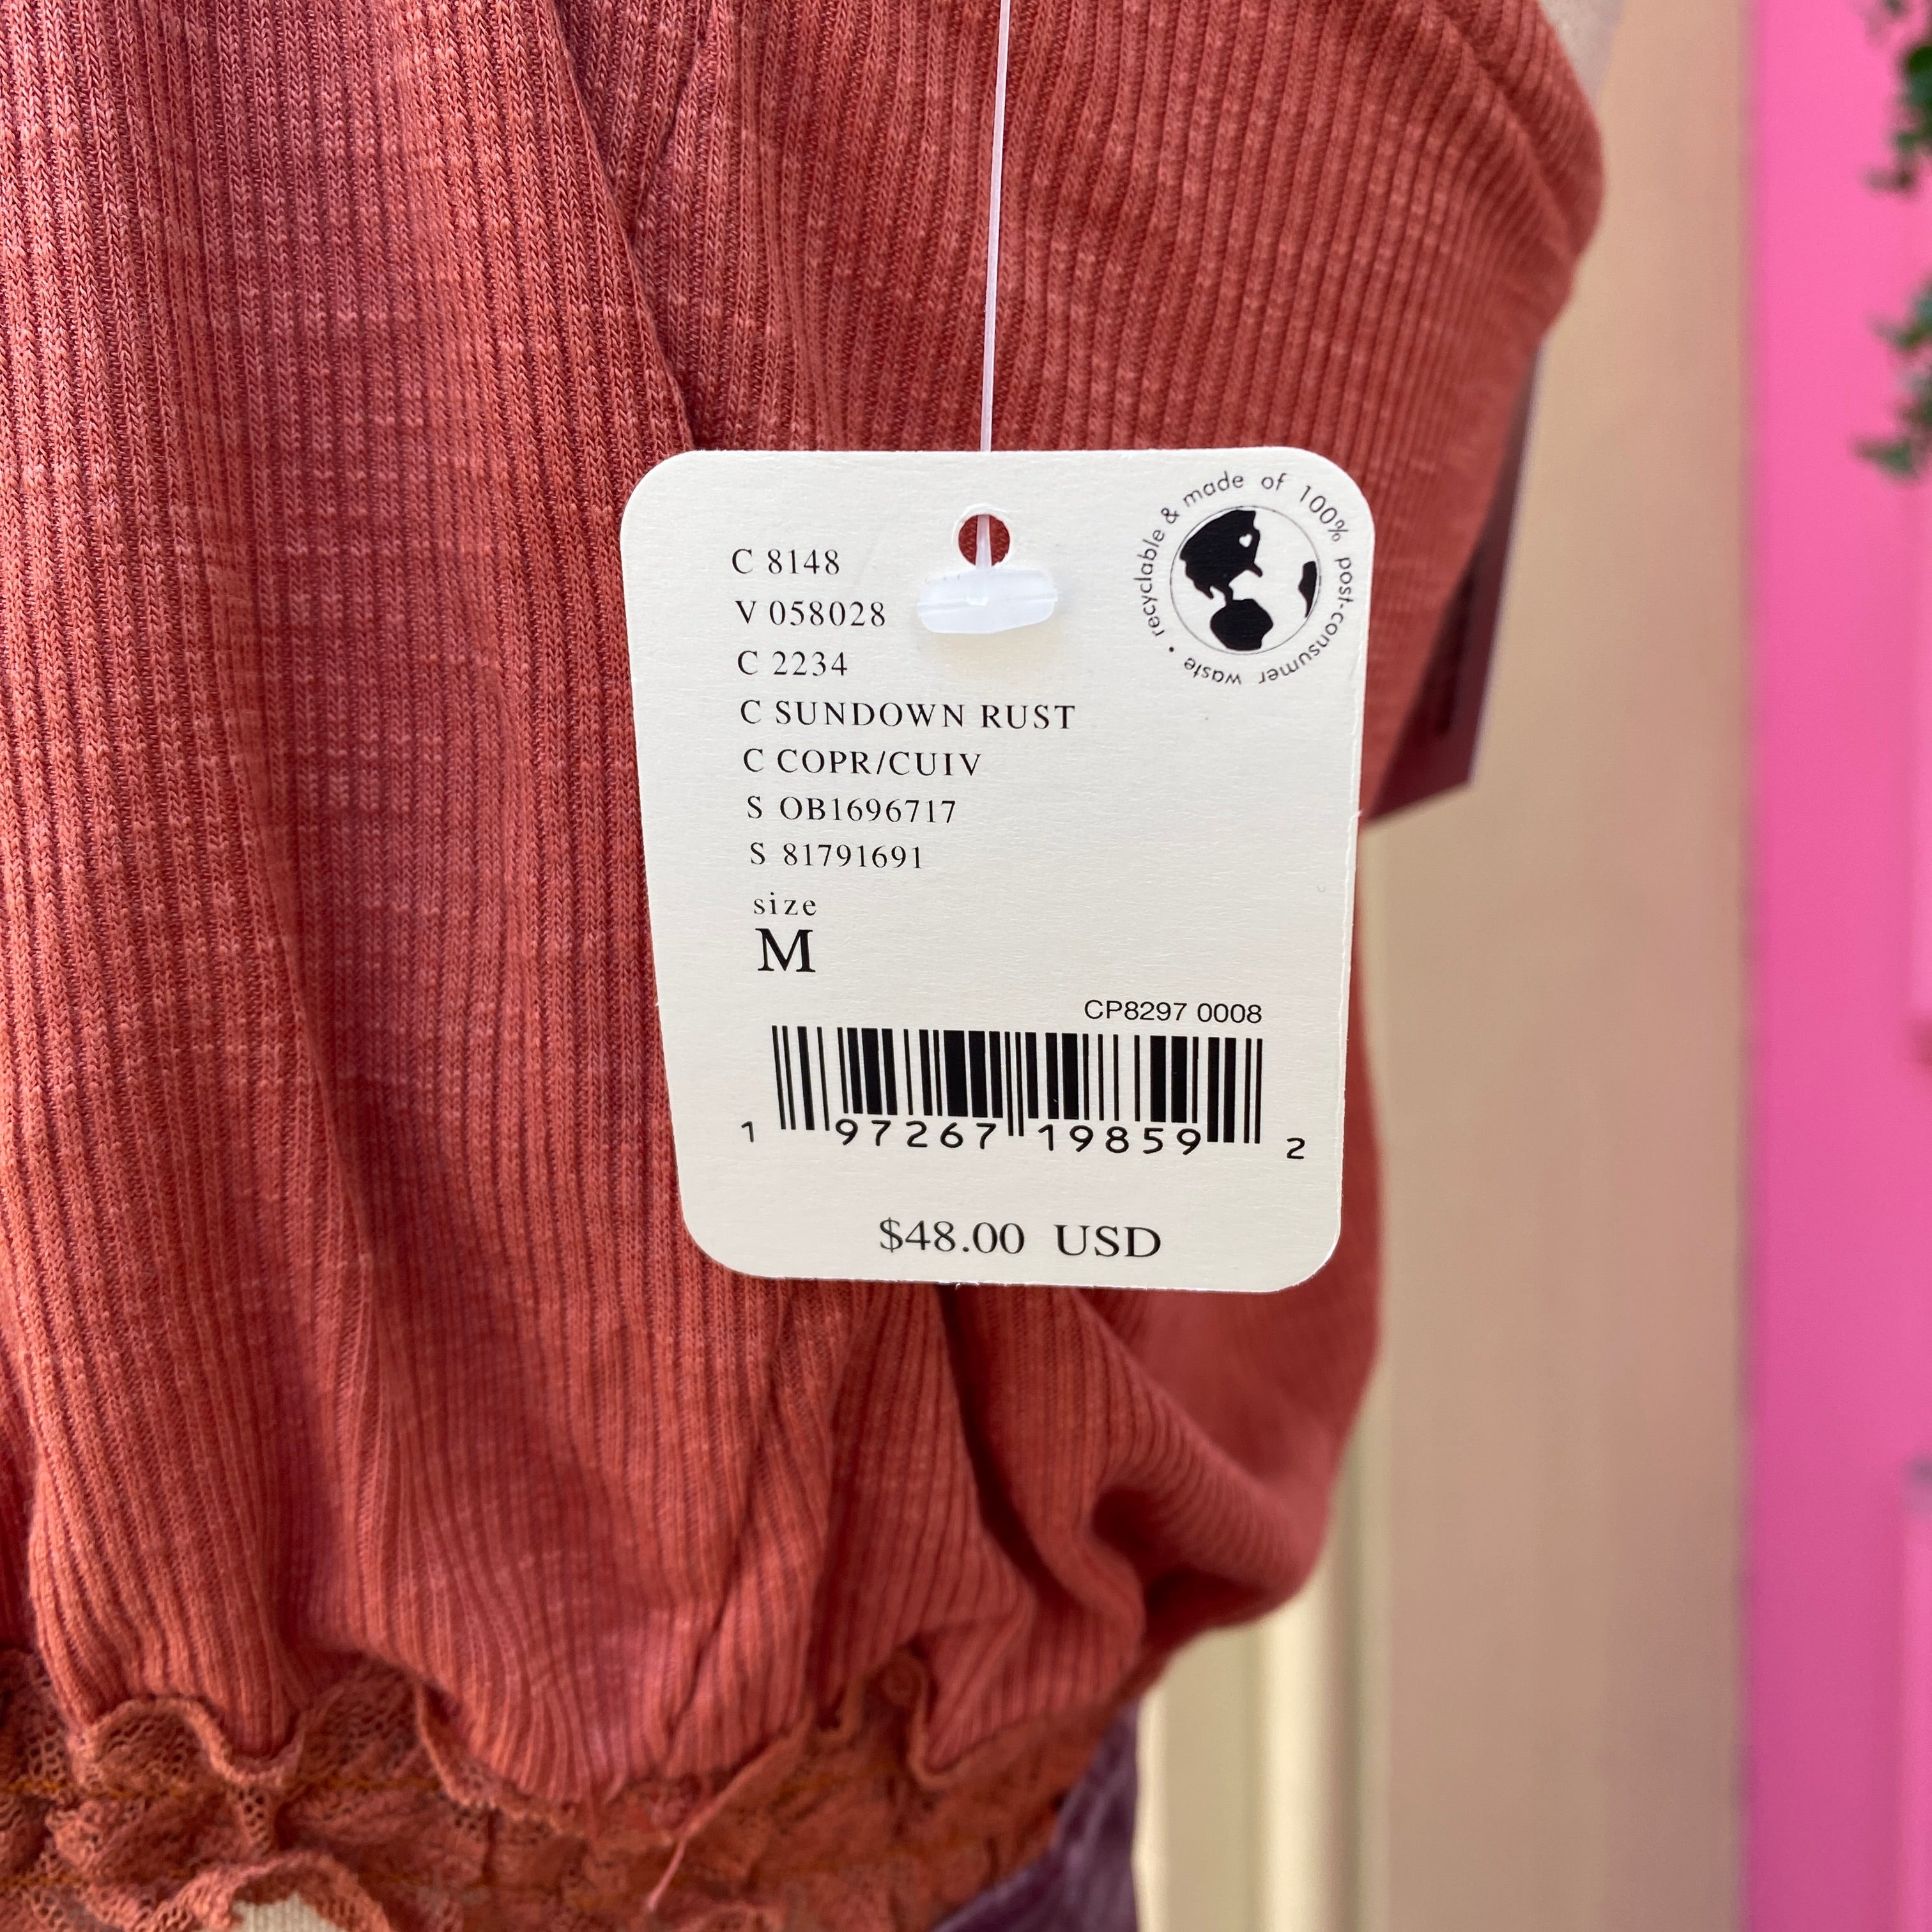 recyclable & made of 100% post-consumer waste •
C 8148
V 058028
C 2234
C SUNDOWN RUST
C COPR/CUIV
S OB1696717
S 81791691
size
M
CP8297 0008
1 97267 19859 2
$48.00 USD